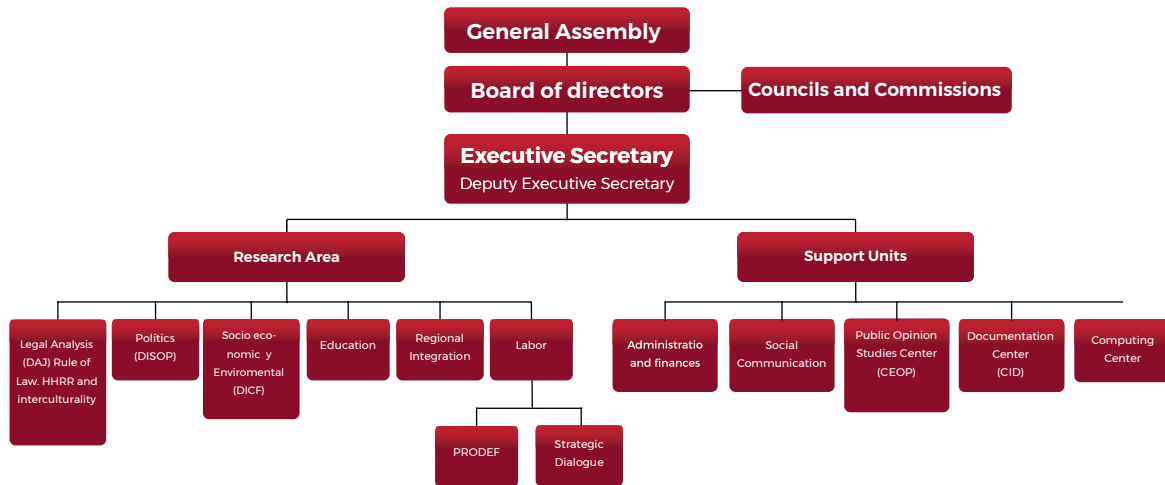 General Assembly
Board of directors
Councils and Commissions
Executive Secretary
Deputy Executive Secretary
Research Area
Support Units
Legal Analysis
(DAJ) Rule of
Law. HHRR and
interculturality
Polítics
(DISOP)
Socio eco-
nomic y
Enviromental
(DICF)
Education
Regional
Integration
Labor
Administratio
and finances
Social
Communication
Public Opinion
Studies Center
(CEOP)
Documentation
Center
(CID)
Computing
Center
PRODEF
Strategic
Dialogue